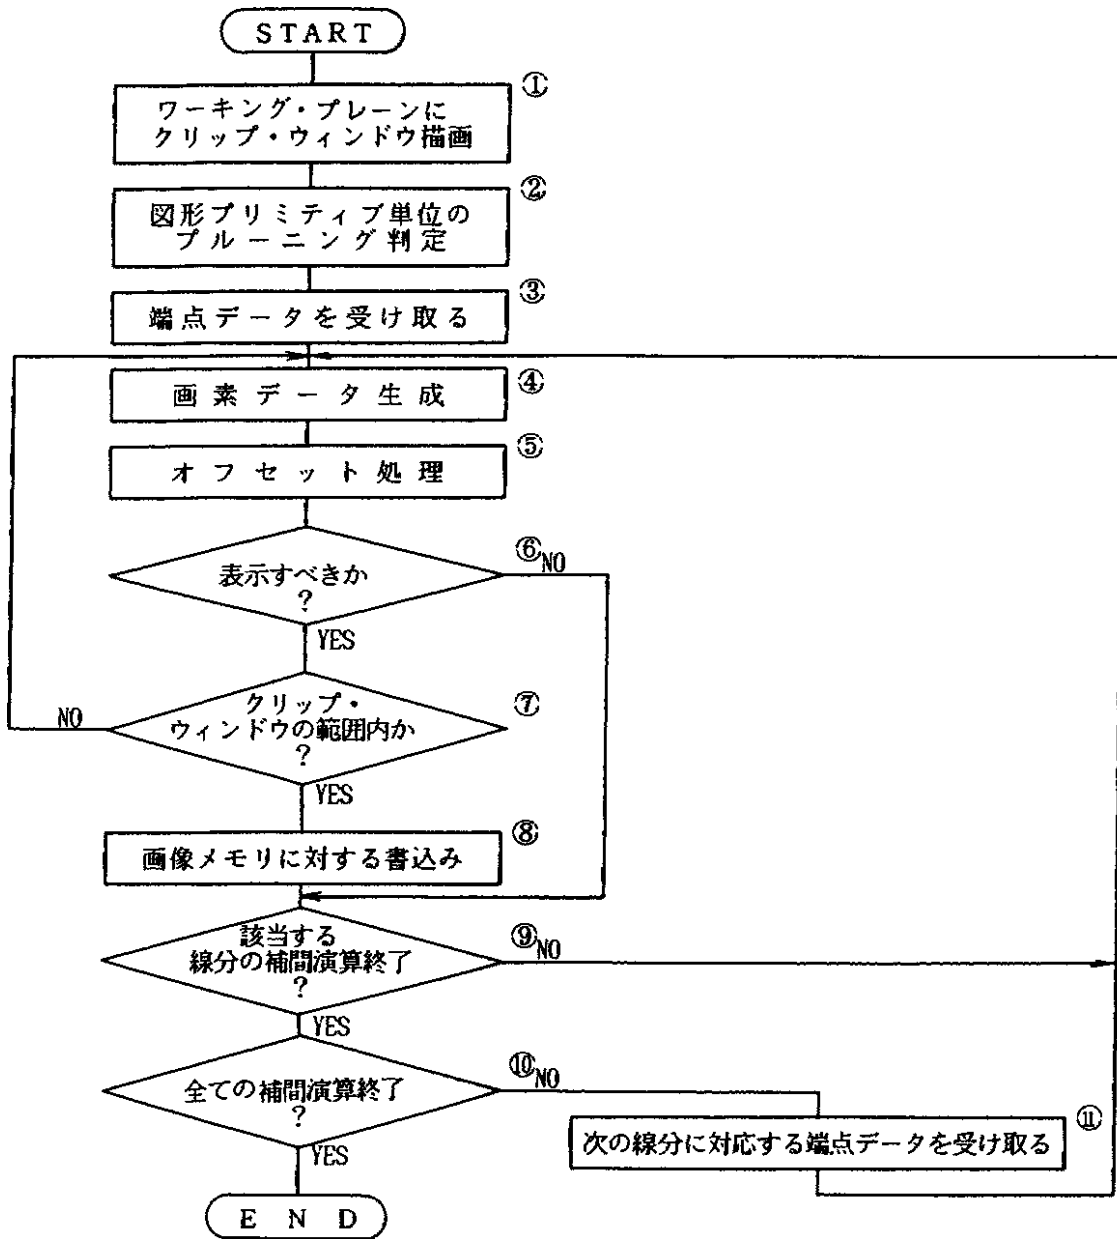 START
①
ワーキング・プレーンに
クリップ・ウィンドウ描画
②
図形プリミティブ単位の
プルーニング判定
③
端点データを受け取る
④
画素データ生成
⑤
オフセット処理
⑥
NO
表示すべきか
?
YES
⑦
クリップ・
ウィンドウの範囲内か
?
NO
YES
⑧
画像メモリに対する書込み
⑨
NO
該当する
線分の補間演算終了
?
YES
⑩
NO
全ての補間演算終了
?
YES
⑪
次の線分に対応する端点データを受け取る
END